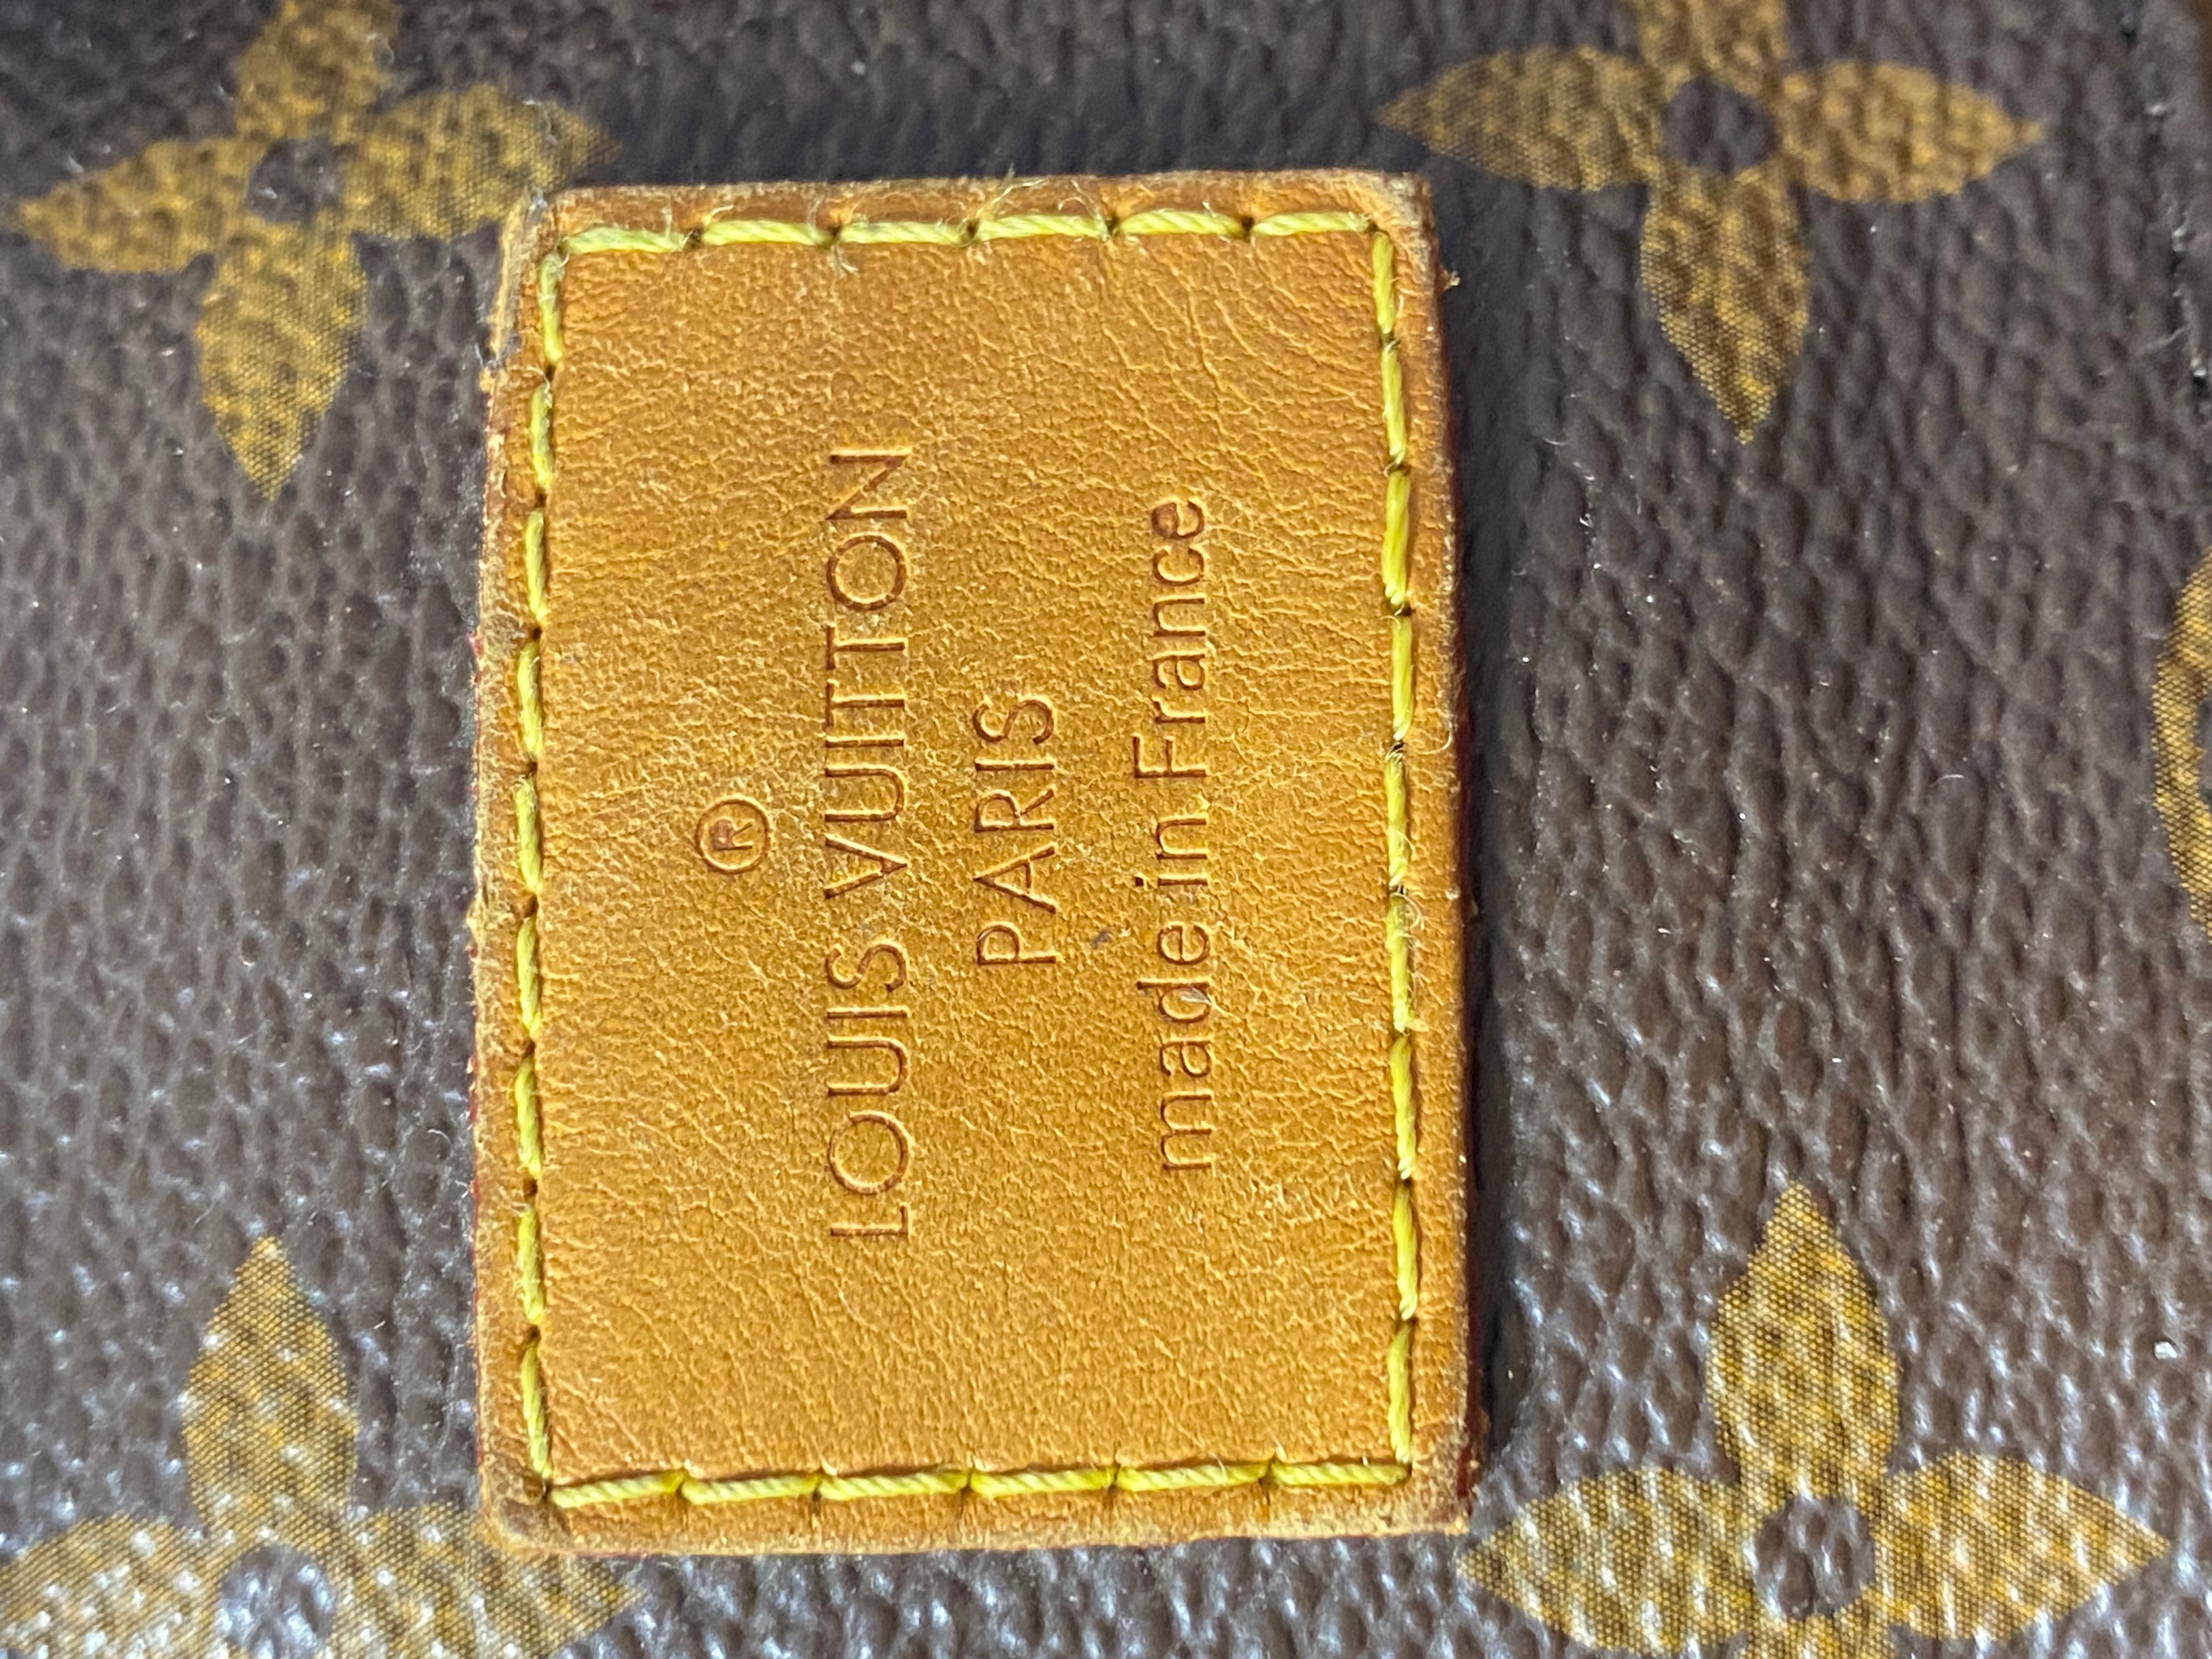 ®
LOUIS VUITTON
PARIS
made in France